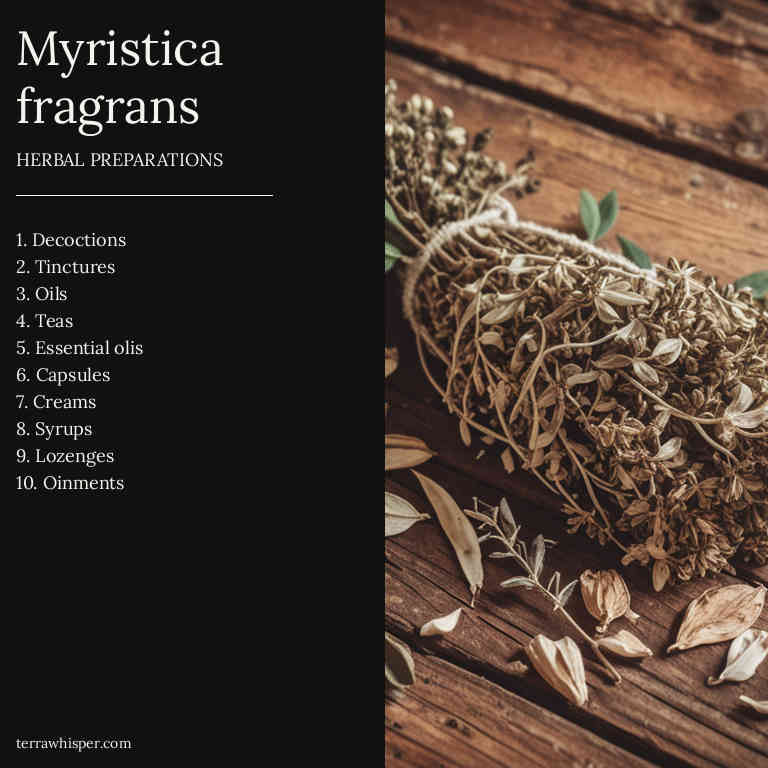 Myristica
fragrans
HERBAL PREPARATIONS
1. Decoctions
2. Tinctures
3. Oils
4. Teas
5. Essential olis
6. Capsules
7. Creams
8. Syrups
9. Lozenges
10. Oinments
terrawhisper.com